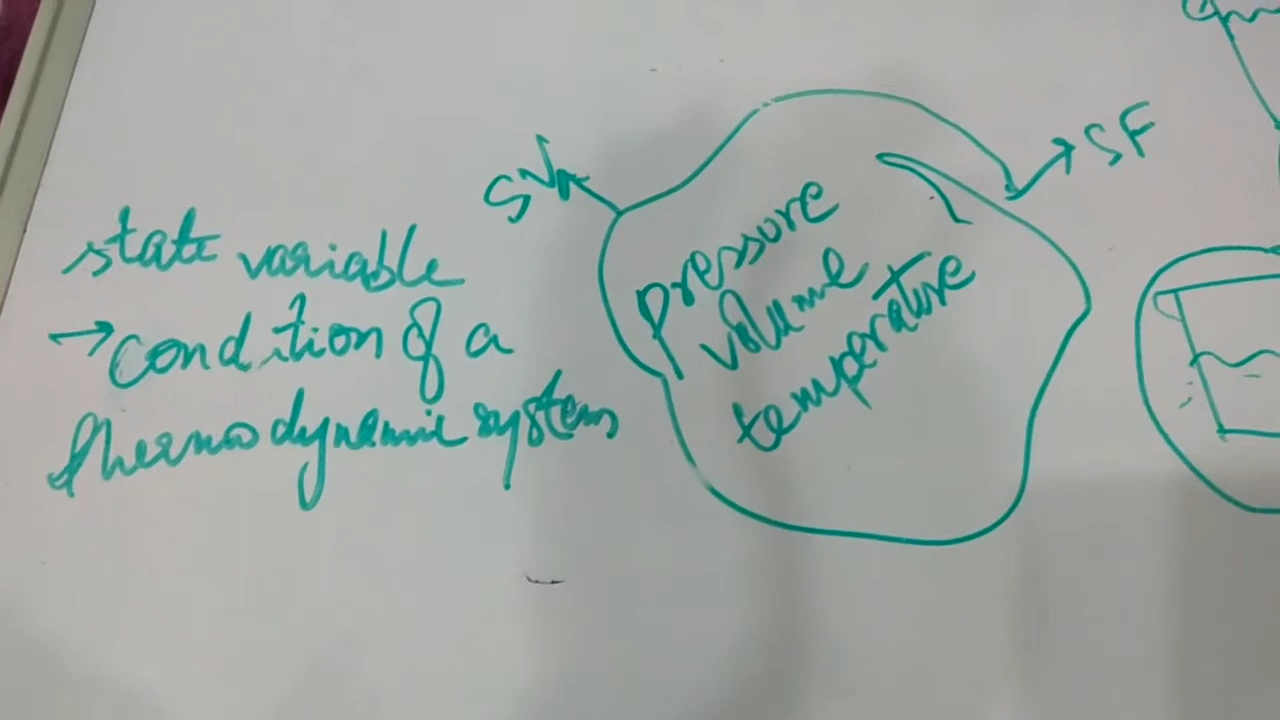 state variable
→ condition of a
thermodynamic system
SV
pressure
volume
temperature
SF